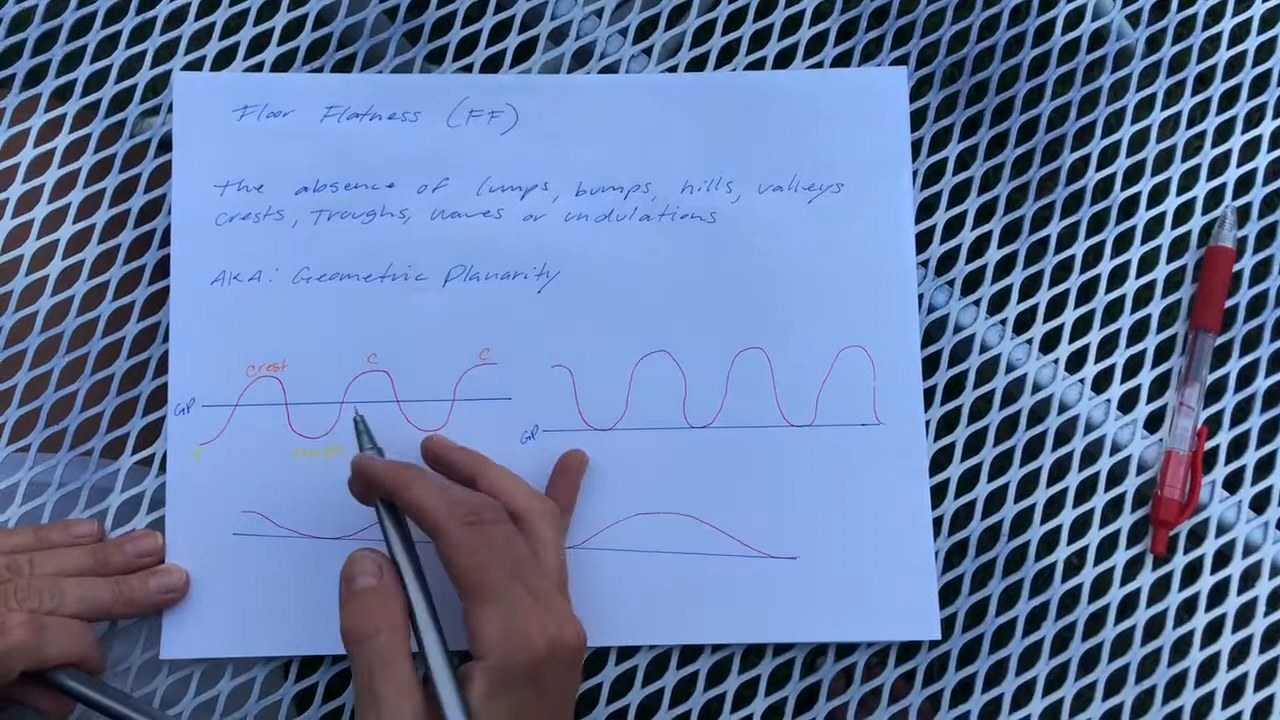 Floor Flatness (FF)
the absence of lumps, bumps, hills, valleys
crests, Troughs, waves or undulations
AKA: Geometric Planarity
crest C C
GP
T
GP